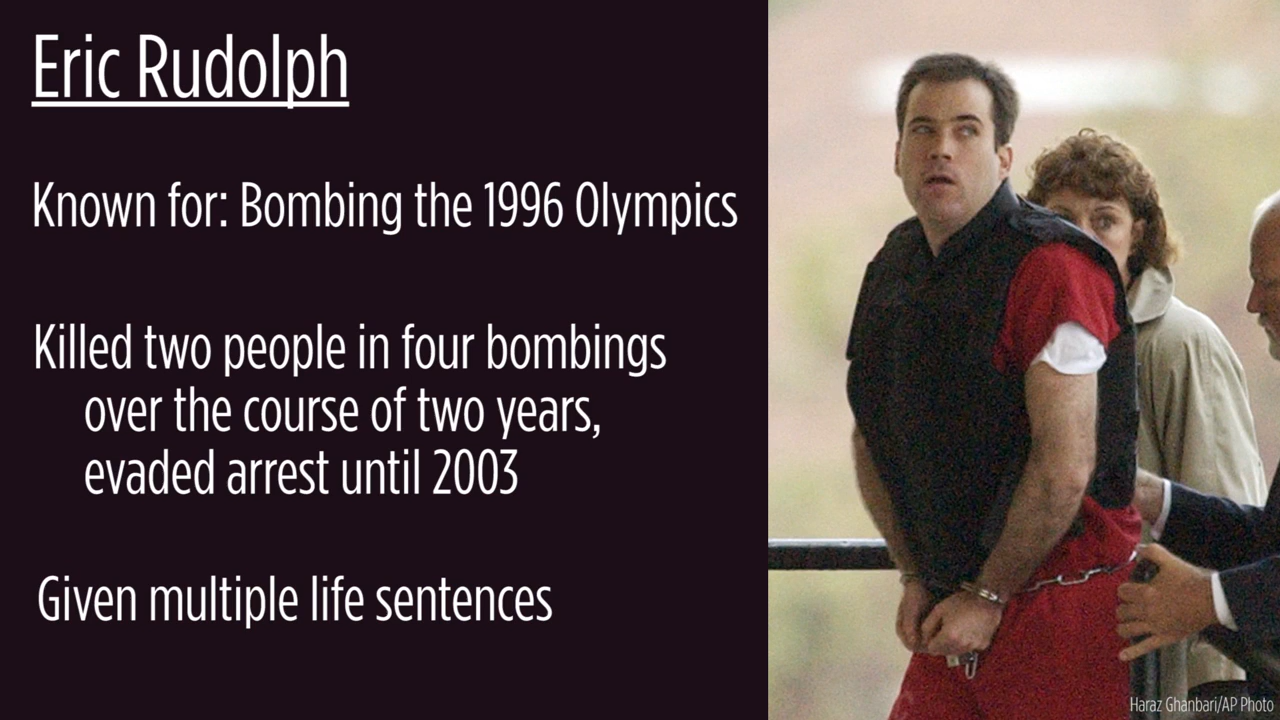 Eric Rudolph
Known for: Bombing the 1996 Olympics
Killed two people in four bombings
over the course of two years,
evaded arrest until 2003
Given multiple life sentences
Haraz Ghanbari/AP Photo